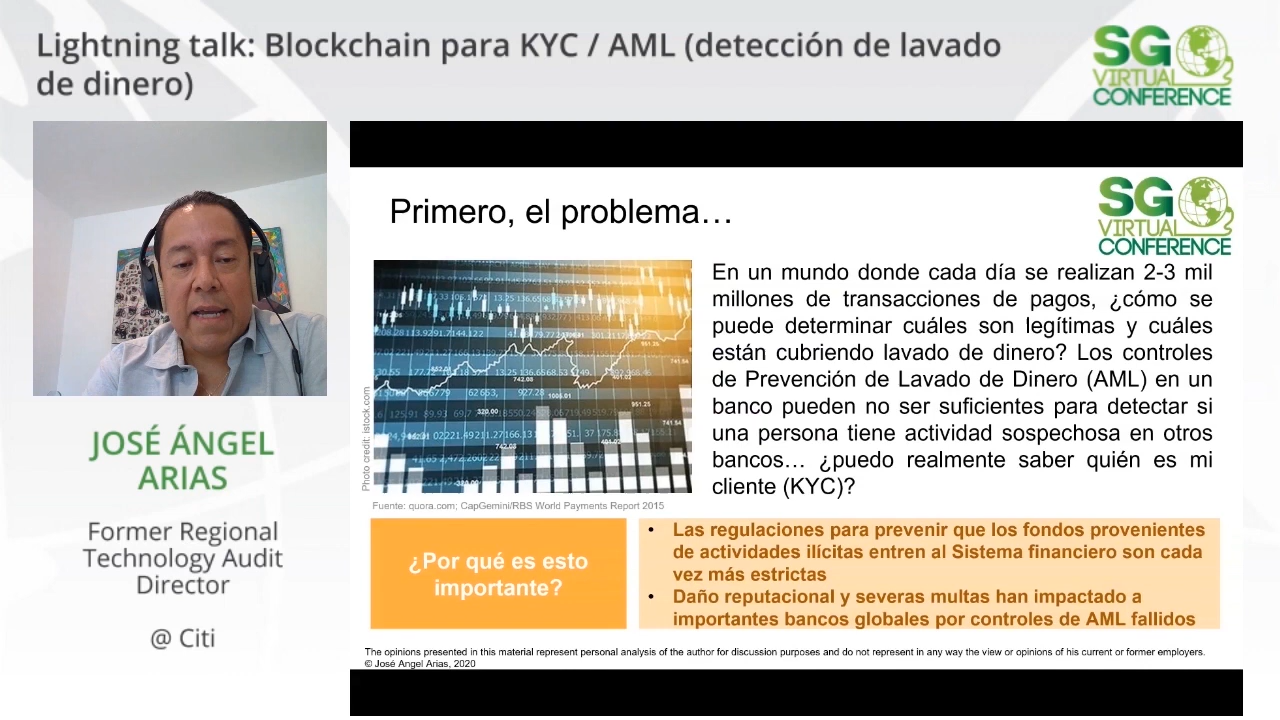 Lightning talk: Blockchain para KYC / AML (detección de lavado
de dinero)
SG
VIRTUAL
CONFERENCE
JOSÉ ÁNGEL
ARIAS
Former Regional
Technology Audit
Director
@ Citi
Primero, el problema…
SG
VIRTUAL
CONFERENCE
Photo credit: istock.com
Fuente: quora.com; CapGemini/RBS World Payments Report 2015
En un mundo donde cada día se realizan 2-3 mil
millones de transacciones de pagos, ¿cómo se
puede determinar cuáles son legítimas y cuáles
están cubriendo lavado de dinero? Los controles
de Prevención de Lavado de Dinero (AML) en un
banco pueden no ser suficientes para detectar si
una persona tiene actividad sospechosa en otros
bancos… ¿puedo realmente saber quién es mi
cliente (KYC)?
¿Por qué es esto
importante?
• Las regulaciones para prevenir que los fondos provenientes
de actividades ilícitas entren al Sistema financiero son cada
vez más estrictas
• Daño reputacional y severas multas han impactado a
importantes bancos globales por controles de AML fallidos
The opinions presented in this material represent personal analysis of the author for discussion purposes and do not represent in any way the view or opinions of his current or former employers.
© José Angel Arias, 2020